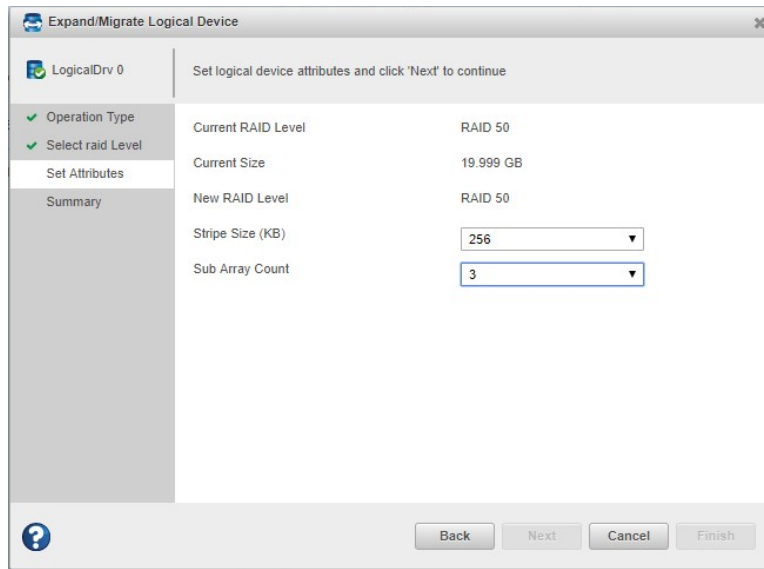 Expand/Migrate Logical Device
LogicalDrv 0
Set logical device attributes and click 'Next' to continue
Operation Type
Select raid Level
Set Attributes
Summary
Current RAID Level RAID 50
Current Size 19.999 GB
New RAID Level RAID 50
Stripe Size (KB) 256
Sub Array Count 3
? Back Next Cancel Finish